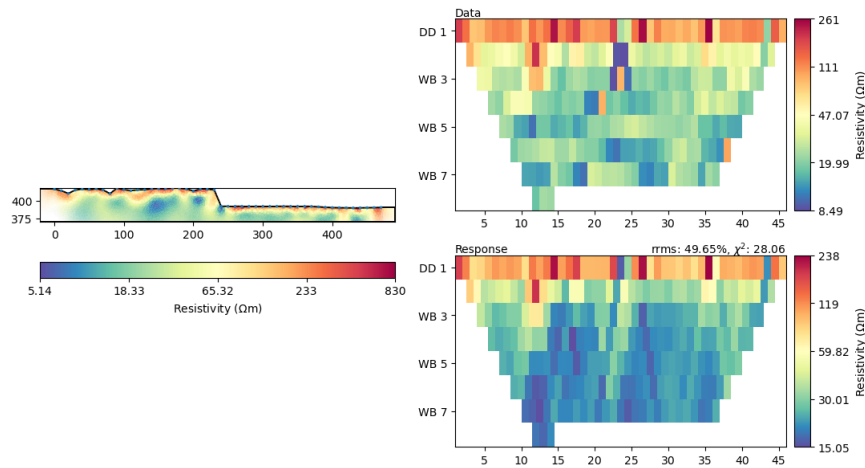 Data
DD 1
WB 3
WB 5
WB 7
5 10 15 20 25 30 35 40 45
261
111
47.07
19.99
8.49
Resistivity (Ωm)
400
375
0 100 200 300 400
5.14 18.33 65.32 233 830
Resistivity (Ωm)
Response rrms: 49.65%, χ²: 28.06
DD 1
WB 3
WB 5
WB 7
5 10 15 20 25 30 35 40 45
238
119
59.82
30.01
15.05
Resistivity (Ωm)